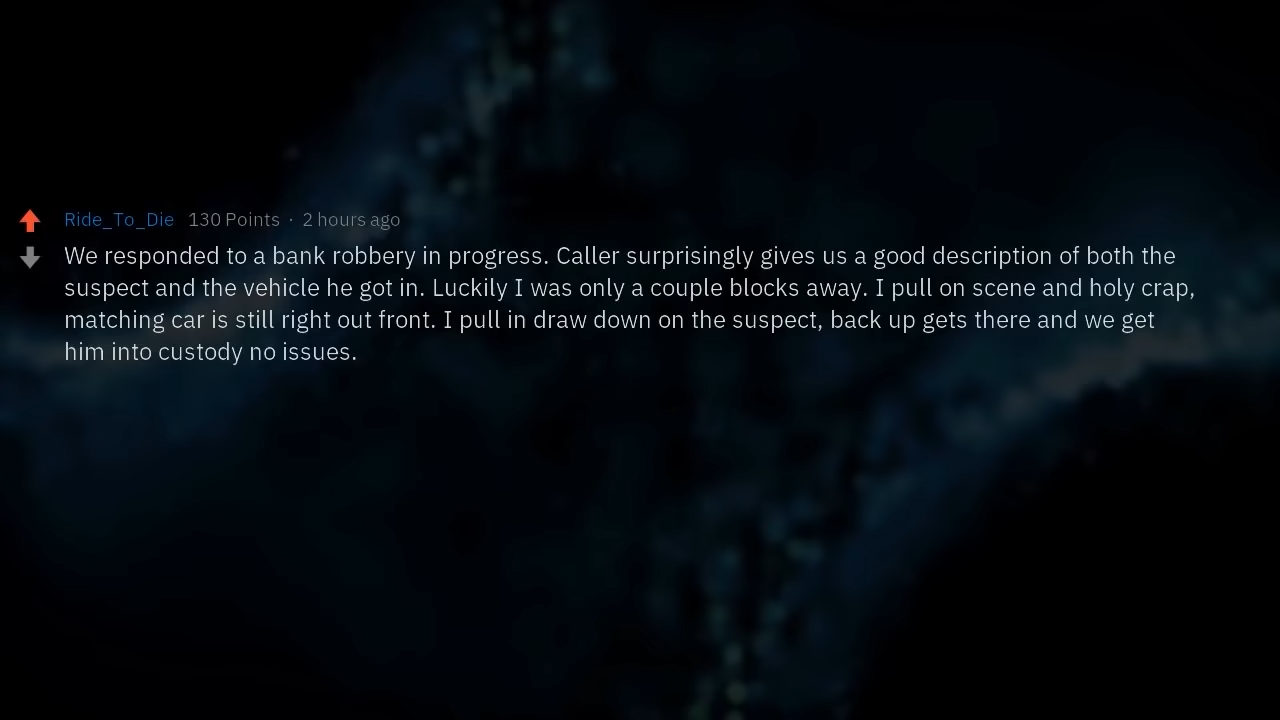 Ride_To_Die 130 Points · 2 hours ago
We responded to a bank robbery in progress. Caller surprisingly gives us a good description of both the
suspect and the vehicle he got in. Luckily I was only a couple blocks away. I pull on scene and holy crap,
matching car is still right out front. I pull in draw down on the suspect, back up gets there and we get
him into custody no issues.